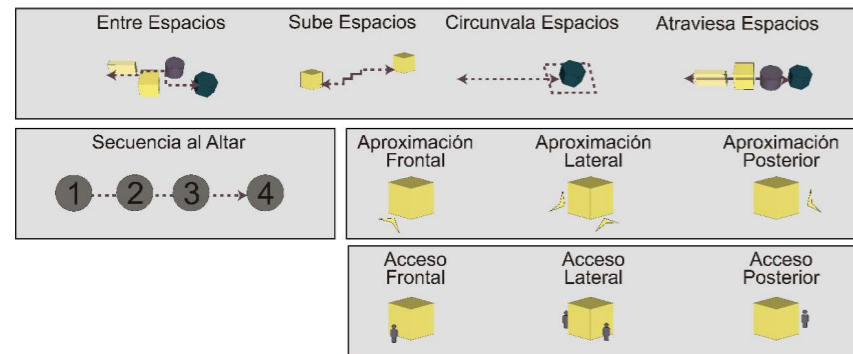 Entre Espacios
Sube Espacios
Circunvala Espacios
Atraviesa Espacios
Secuencia al Altar
1
2
3
4
Aproximación
Frontal
Aproximación
Lateral
Aproximación
Posterior
Acceso
Frontal
Acceso
Lateral
Acceso
Posterior